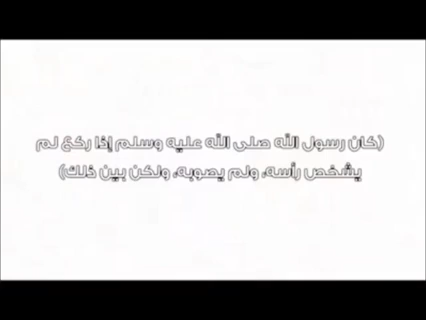 (كان رسول الله صلى الله عليه وسلم إذا ركع لم
يشخص رأسه، ولم يصوبه، ولكن بين ذلك)